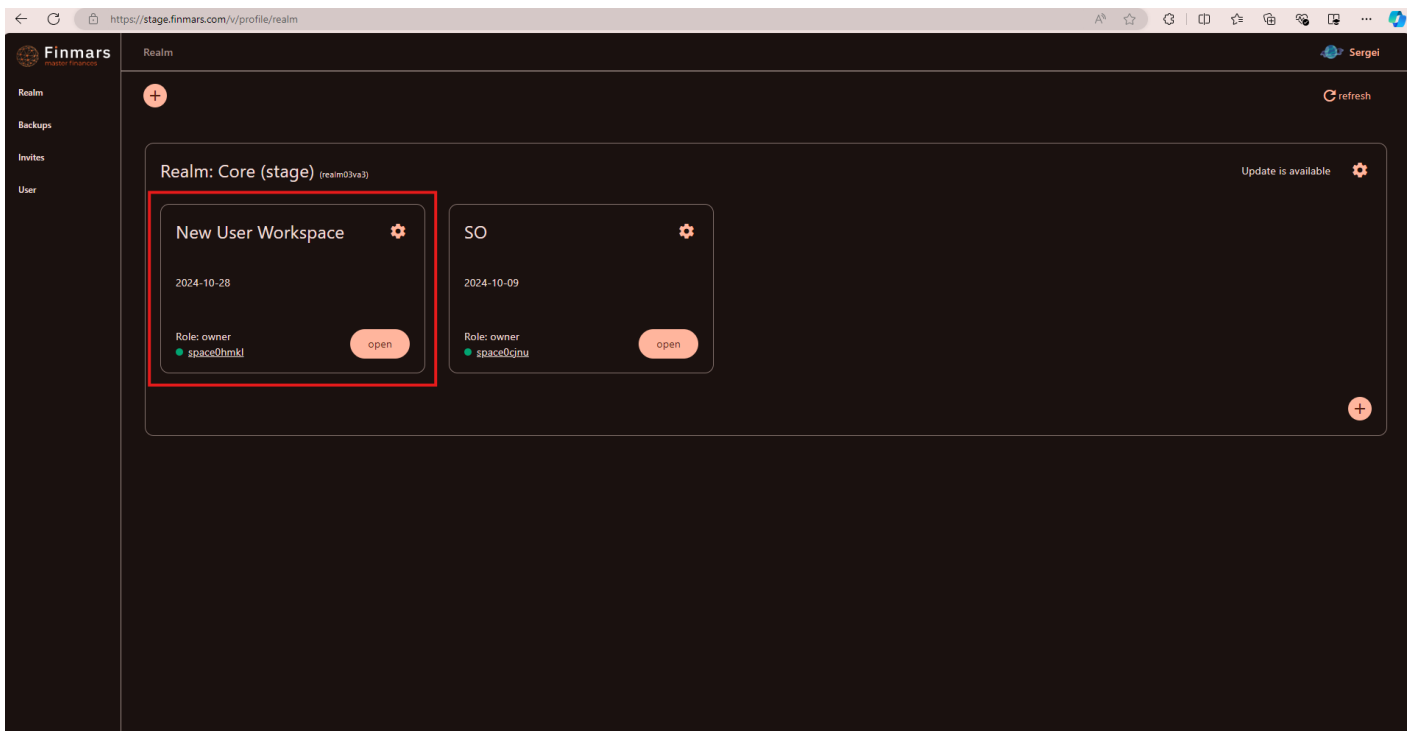 https://stage.finmars.com/v/profile/realm
Finmars
master finances
Realm
Sergei
Realm
Backups
Invites
User
refresh
Realm: Core (stage) (realm03va3)
Update is available
New User Workspace
2024-10-28
Role: owner
space0hmkl
open
SO
2024-10-09
Role: owner
space0cjnu
open